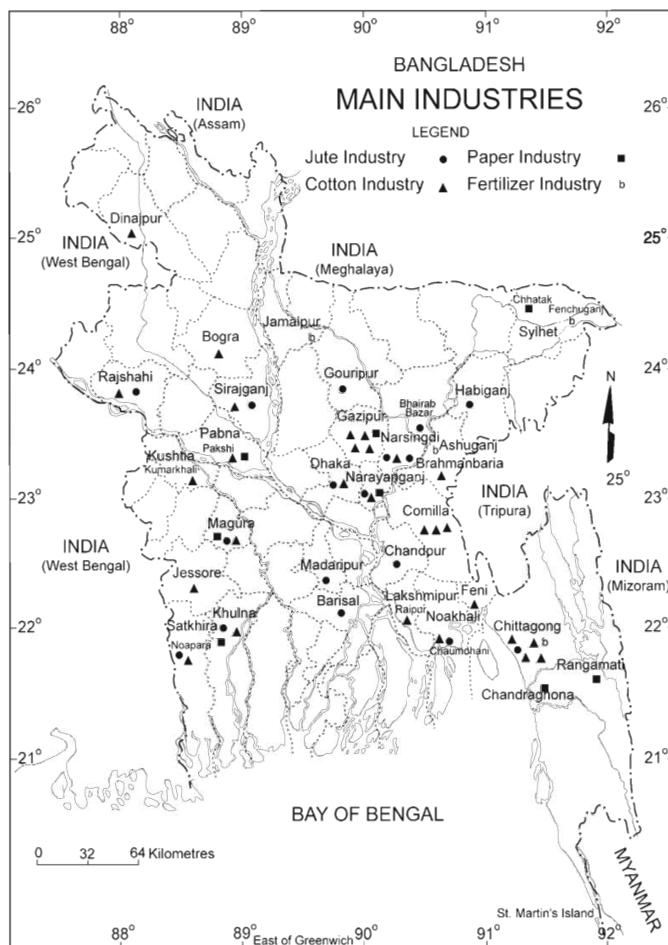 88° 89° 90° 91° 92°
BANGLADESH
MAIN INDUSTRIES
LEGEND
Jute Industry ● Paper Industry ■
Cotton Industry ▲ Fertilizer Industry b
26°
26°
INDIA
(Assam)
Dinajpur
25°
25°
INDIA
(West Bengal)
INDIA
(Meghalaya)
Chhatak
Fenchuganj
b
Sylhet
Jamalpur
b
Bogra
24°
24°
Rajshahi
Sirajganj
Gouripur
Habiganj
Bhairab
Bazar
Gazipur
Narsingdi
Ashuganj
b
Pabna
Pakshi
Kushtia
Kumarkhali
Dhaka
Brahmanbaria
Narayanganj
N
25°
23°
INDIA
(Tripura)
Comilla
INDIA
(West Bengal)
Magura
Chandpur
INDIA
(Mizoram)
Madaripur
Jessore
Lakshmipur
Feni
Barisal
Raipur
Noakhali
Khulna
Satkhira
Chittagong
b
22°
22°
Noapara
Chaumohani
Rangamati
Chandraghona
21°
21°
BAY OF BENGAL
0 32 64 Kilometres
MYANMAR
St. Martin's Island
88° 89° 90° 91° 92°
East of Greenwich